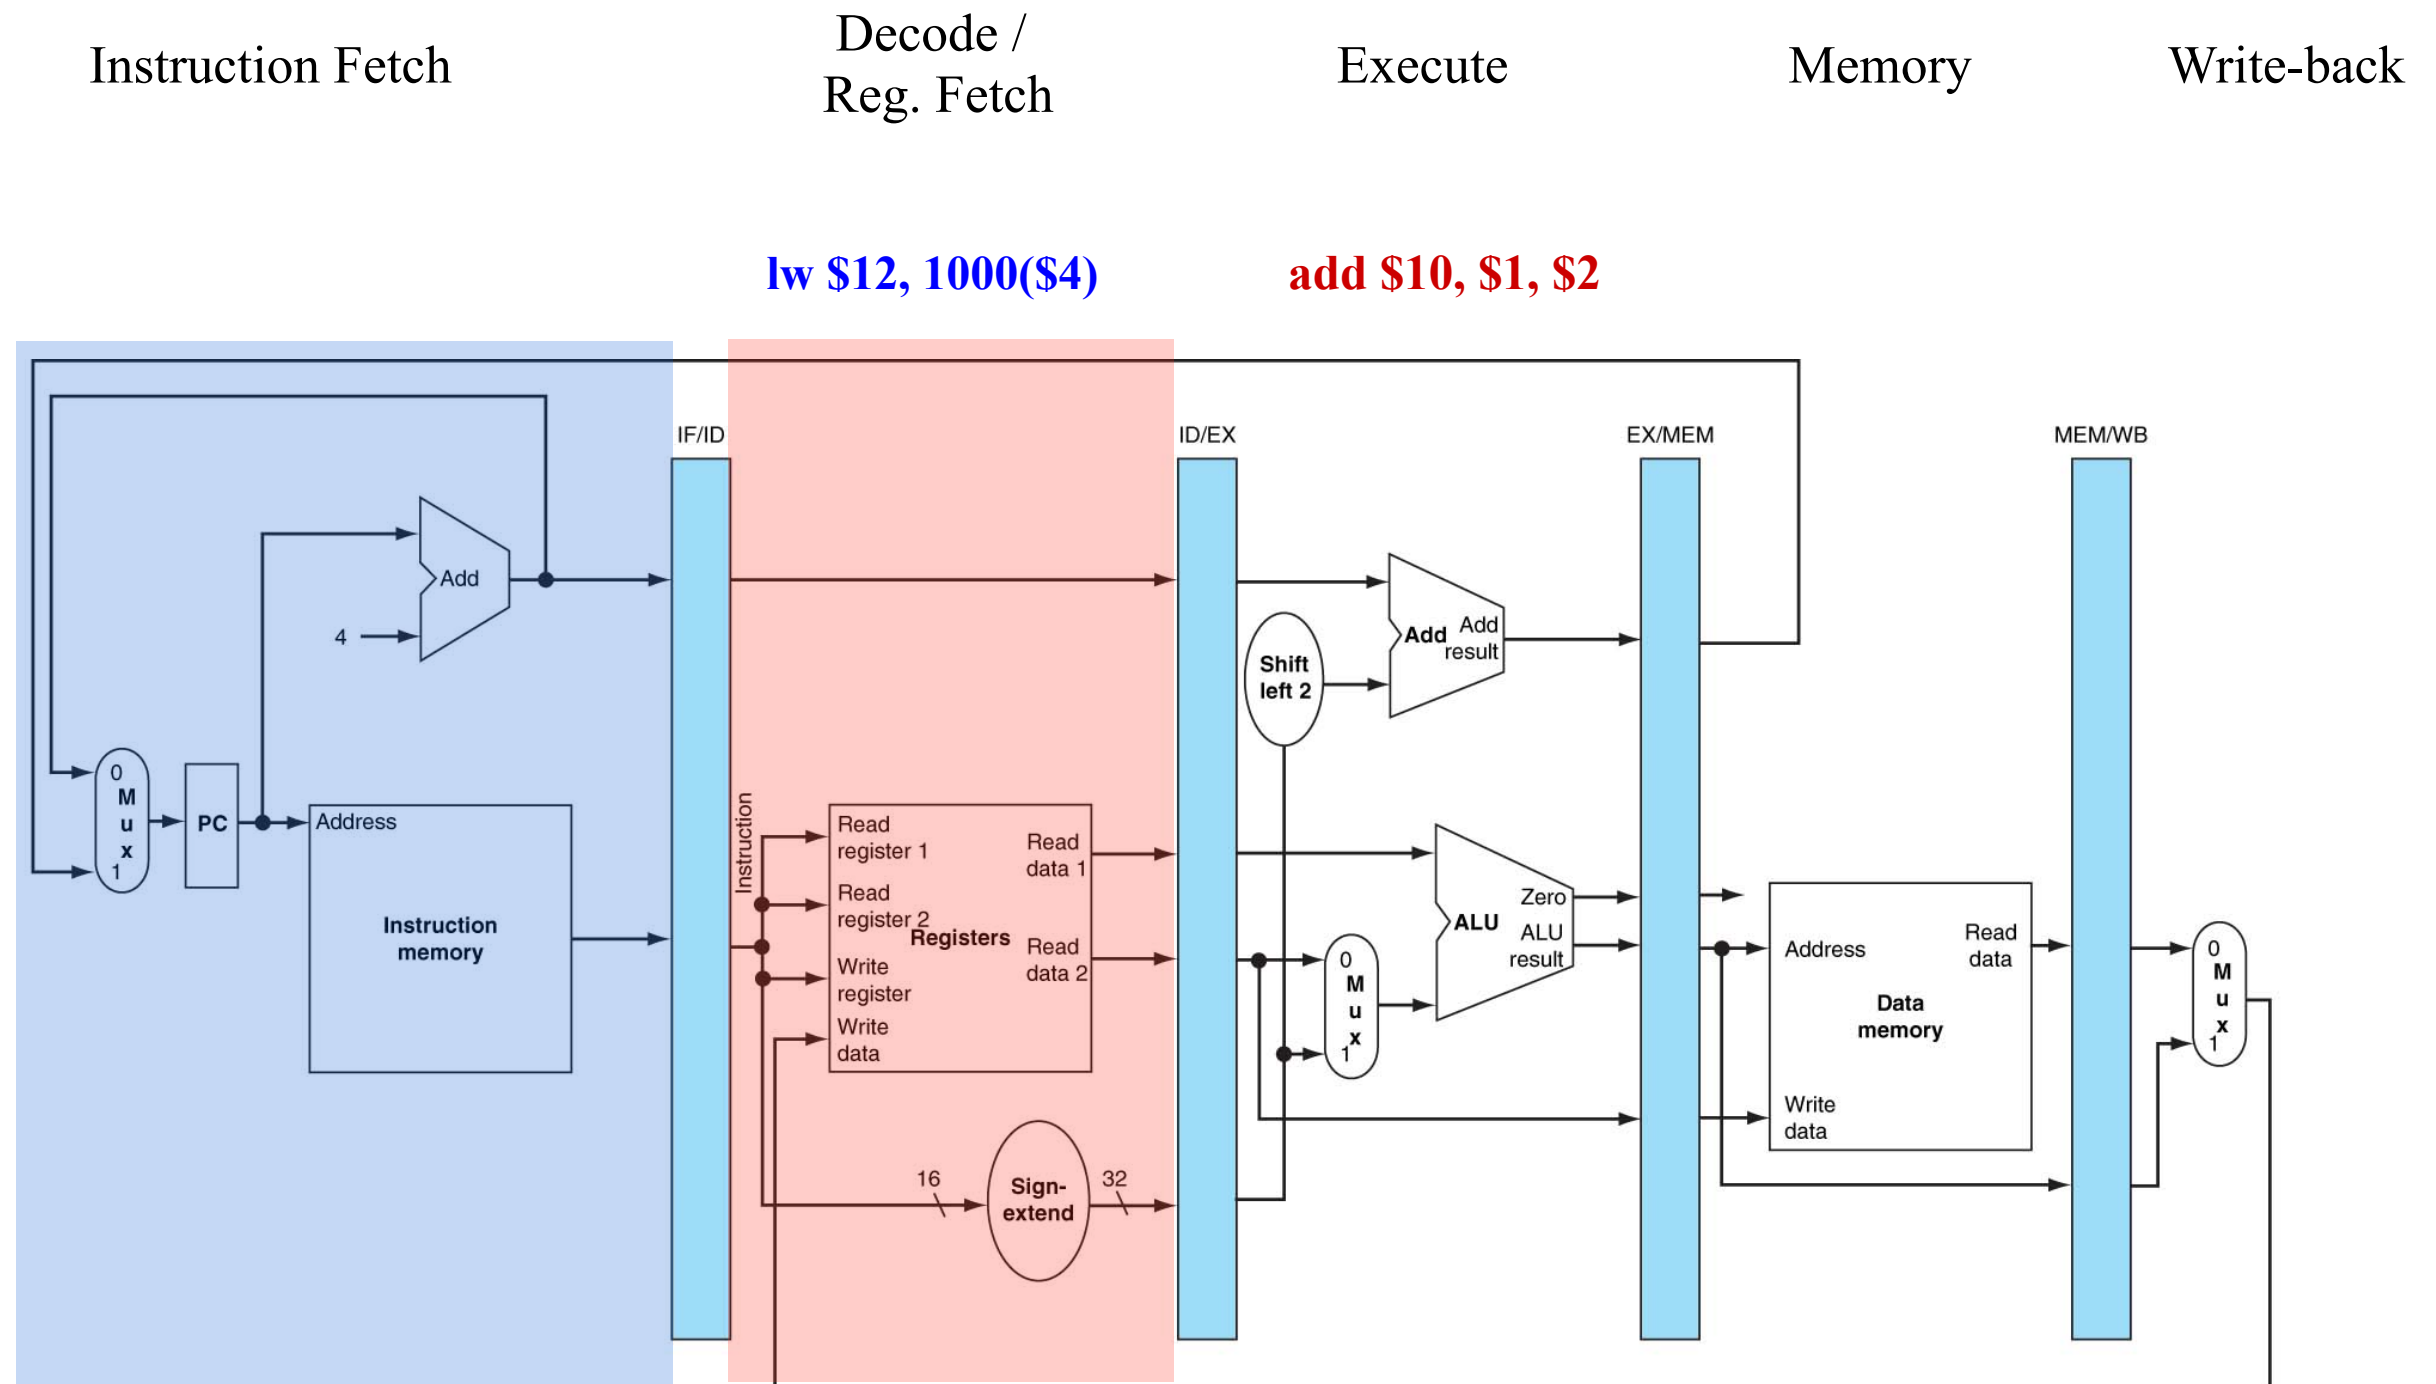 Instruction Fetch
Decode /
Reg. Fetch
Execute
Memory
Write-back
lw $12, 1000($4)
add $10, $1, $2
IF/ID
ID/EX
EX/MEM
MEM/WB
Add
4
Add
Add
result
Shift
left 2
0
M
u
x
1
PC
Address
Instruction
memory
Instruction
Read
register 1
Read
register 2
Write
register
Write
data
Registers
Read
data 1
Read
data 2
16
Sign-
extend
32
0
M
u
x
1
ALU
Zero
ALU
result
Address
Read
data
Data
memory
Write
data
0
M
u
x
1